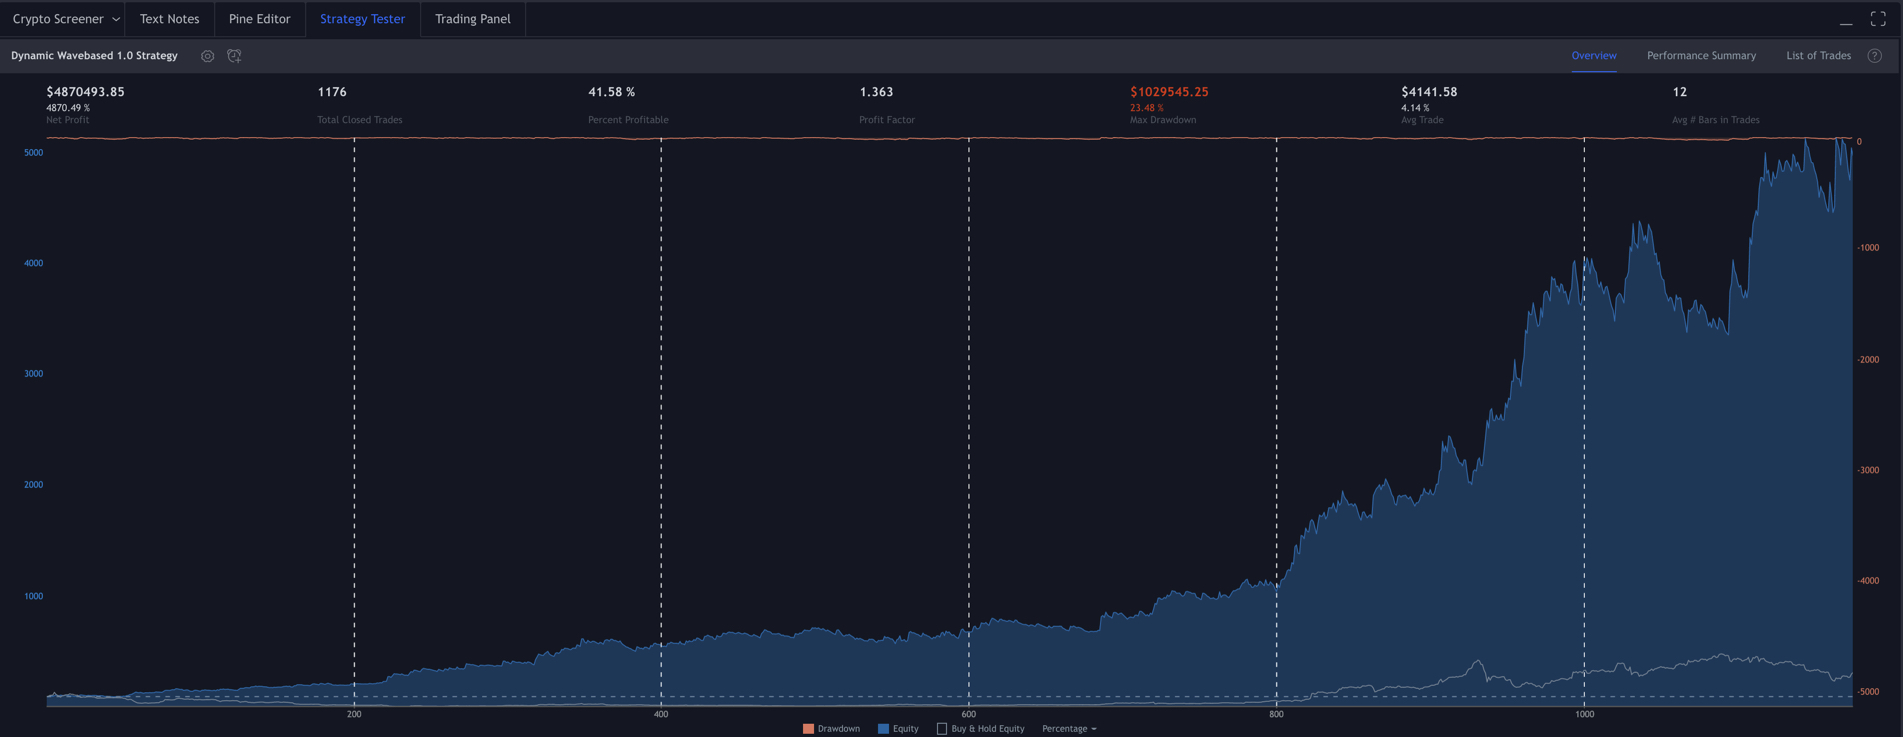 Crypto Screener Text Notes Pine Editor Strategy Tester Trading Panel
Dynamic Wavebased 1.0 Strategy Overview Performance Summary List of Trades ?
$4870493.85 1176 41.58 % 1.363 $1029545.25 $4141.58 12
4870.49 % 23.48 % 4.14 %
Net Profit Total Closed Trades Percent Profitable Profit Factor Max Drawdown Avg Trade Avg # Bars in Trades
5000 0
4000 -1000
3000 -2000
2000 -3000
1000 -4000
-5000
200 400 600 800 1000
Drawdown Equity Buy & Hold Equity Percentage